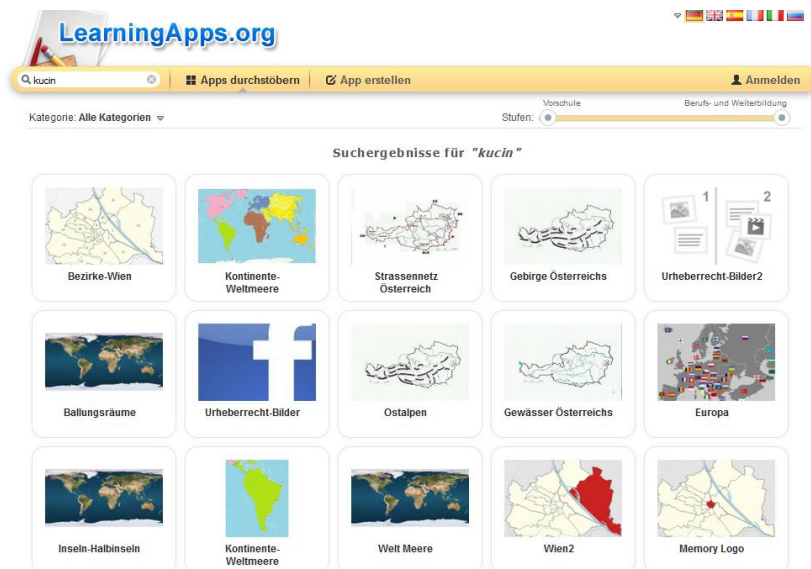 LearningApps.org
kucin
Apps durchstöbern
App erstellen
Anmelden
Kategorie: Alle Kategorien
Stufen:
Vorschule
Berufs- und Weiterbildung
Suchergebnisse für "kucin"
1 2
Bezirke-Wien
Kontinente-
Weltmeere
Strassennetz
Österreich
Gebirge Österreichs
Urheberrecht-Bilder2
Ballungsräume
Urheberrecht-Bilder
Ostalpen
Gewässer Österreichs
Europa
Inseln-Halbinseln
Kontinente-
Weltmeere
Welt Meere
Wien2
Memory Logo